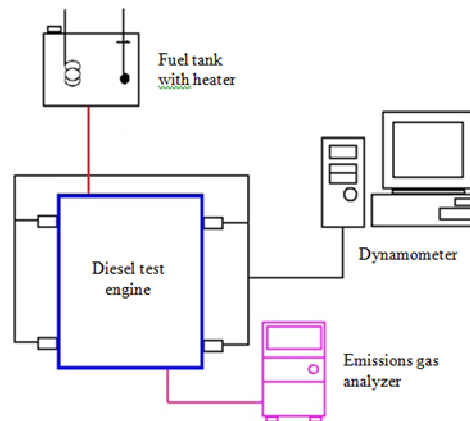 Fuel tank
with heater
Diesel test
engine
Dynamometer
Emissions gas
analyzer